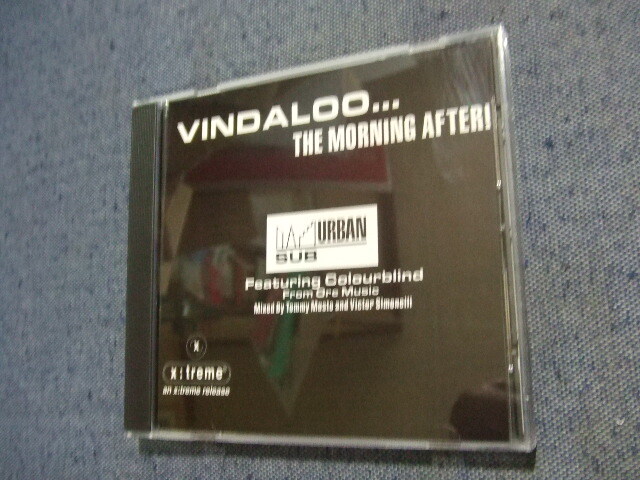 VINDALOO...
THE MORNING AFTER!
URBAN
SUB
Featuring Colourblind
From Ore Music
Mixed By Tommy Musto and Victor Simonelli
x
x:treme
an x:treme release